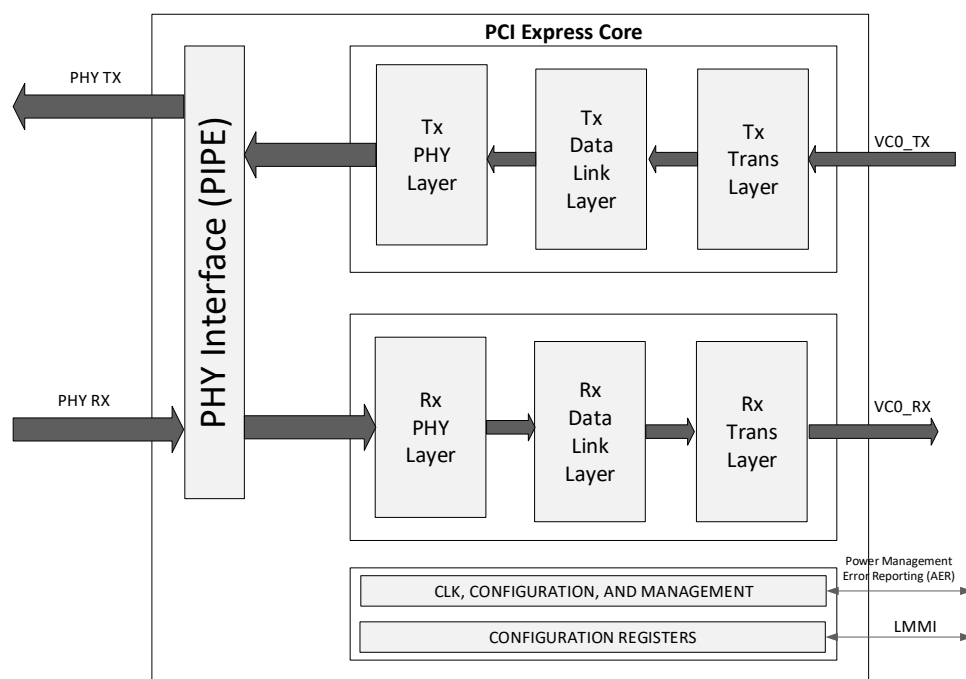 PCI Express Core
PHY TX
PHY Interface (PIPE)
Tx
PHY
Layer
Tx
Data
Link
Layer
Tx
Trans
Layer
VC0_TX
PHY RX
Rx
PHY
Layer
Rx
Data
Link
Layer
Rx
Trans
Layer
VC0_RX
Power Management
Error Reporting (AER)
CLK, CONFIGURATION, AND MANAGEMENT
CONFIGURATION REGISTERS
LMMI